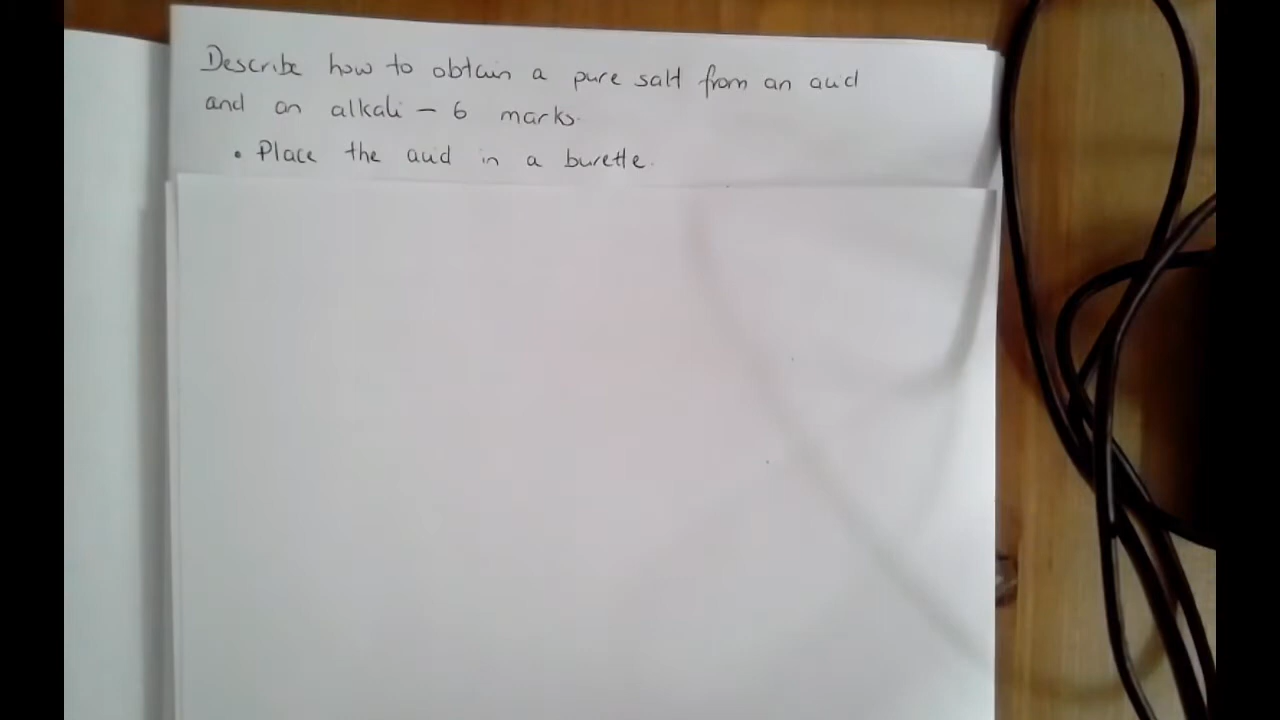 Describe how to obtain a pure salt from an acid
and an alkali - 6 marks.
• Place the acid in a burette.